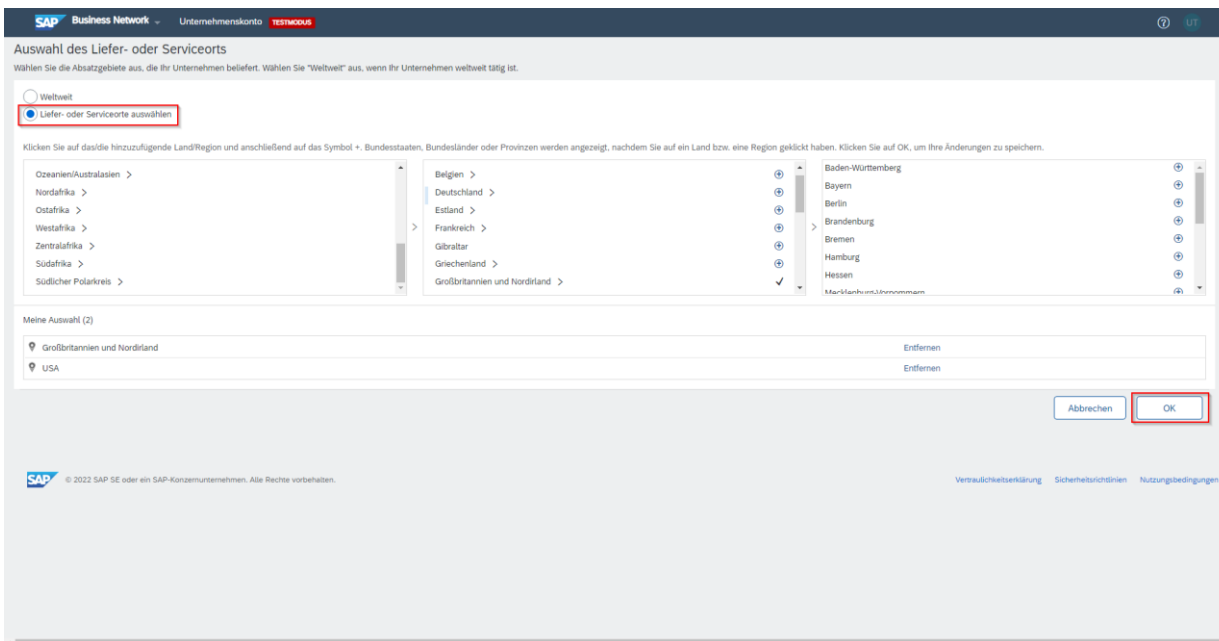 SAP Business Network Unternehmenskonto TESTMODUS UT
Auswahl des Liefer- oder Serviceorts
Wählen Sie die Absatzgebiete aus, die Ihr Unternehmen beliefert. Wählen Sie "Weltweit" aus, wenn Ihr Unternehmen weltweit tätig ist.
Weltweit
Liefer- oder Serviceorte auswählen
Klicken Sie auf das/die hinzuzufügende Land/Region und anschließend auf das Symbol +. Bundesstaaten, Bundesländer oder Provinzen werden angezeigt, nachdem Sie auf ein Land bzw. eine Region geklickt haben. Klicken Sie auf OK, um Ihre Änderungen zu speichern.
Ozeanien/Australasien >
Nordafrika >
Ostafrika >
Westafrika >
Zentralafrika >
Südafrika >
Südlicher Polarkreis >
Belgien >
Deutschland >
Estland >
Frankreich >
Gibraltar
Griechenland >
Großbritannien und Nordirland >
Baden-Württemberg
Bayern
Berlin
Brandenburg
Bremen
Hamburg
Hessen
Mecklenburg-Vorpommern
Meine Auswahl (2)
Großbritannien und Nordirland Entfernen
USA Entfernen
Abbrechen OK
SAP © 2022 SAP SE oder ein SAP-Konzernunternehmen. Alle Rechte vorbehalten. Vertraulichkeitserklärung Sicherheitsrichtlinien Nutzungsbedingungen